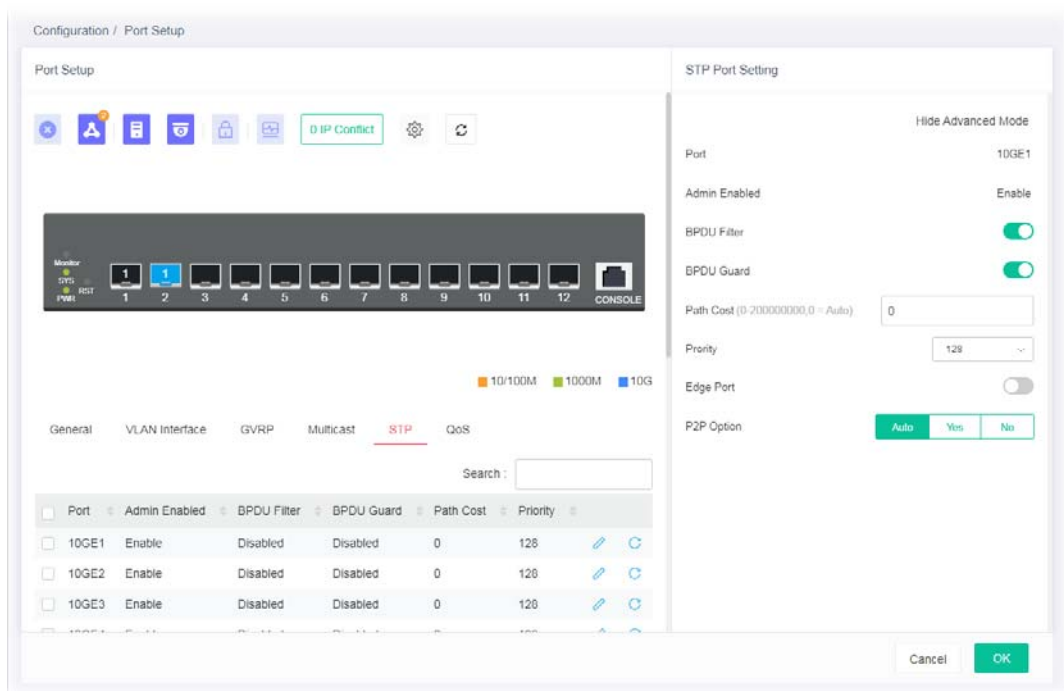 Configuration / Port Setup
Port Setup
0 IP Conflict
Monitor
SYS
RST
PWR
1 1
1 2 3 4 5 6 7 8 9 10 11 12 CONSOLE
10/100M 1000M 10G
General VLAN Interface GVRP Multicast STP QoS
Search :
Port Admin Enabled BPDU Filter BPDU Guard Path Cost Priority
10GE1 Enable Disabled Disabled 0 128
10GE2 Enable Disabled Disabled 0 128
10GE3 Enable Disabled Disabled 0 128
STP Port Setting
Hide Advanced Mode
Port 10GE1
Admin Enabled Enable
BPDU Filter
BPDU Guard
Path Cost (0-200000000,0 = Auto) 0
Prority 128
Edge Port
P2P Option Auto Yes No
Cancel OK